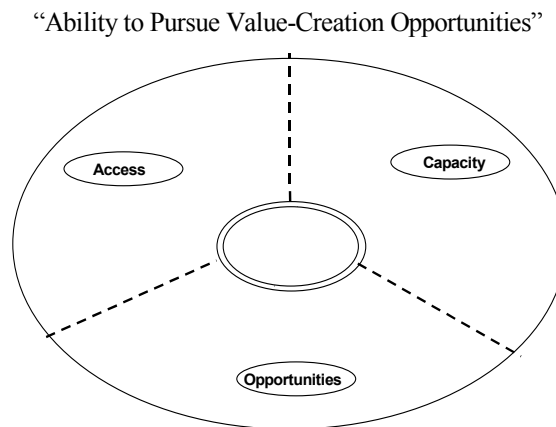 “Ability to Pursue Value-Creation Opportunities”
Access
Capacity
Opportunities